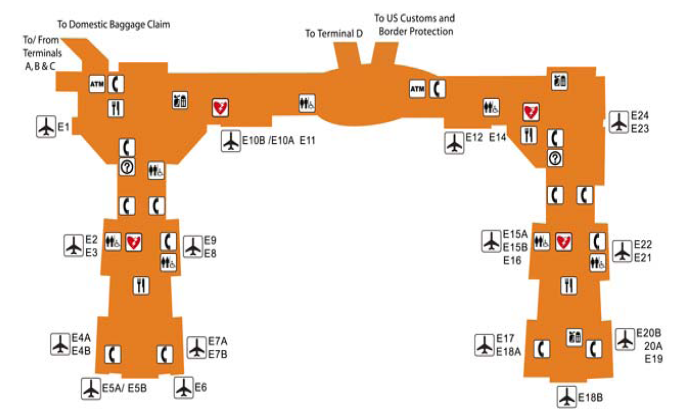 To Domestic Baggage Claim
To US Customs and
Border Protection
To Terminal D
To/ From
Terminals
A, B & C
ATM
ATM
E1
E10B /E10A E11
E12 E14
E24
E23
?
?
E2
E3
E9
E8
E15A
E15B
E16
E22
E21
E4A
E4B
E7A
E7B
E17
E18A
E20B
20A
E19
E5A/ E5B
E6
E18B